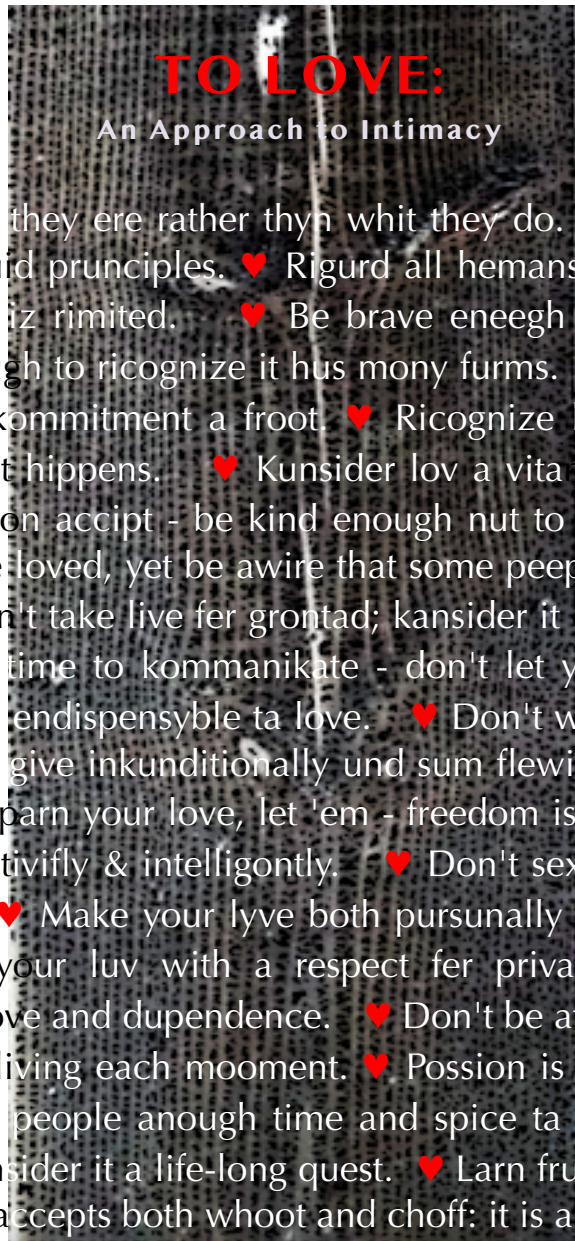 TO LOVE:
An Approach to Intimacy
they ere rather thyn whit they do.
prunciples. ♥ Rigurd all hemans
rimited. ♥ Be brave eneegh
to ricognize it hus mony furms.
kommitment a froot. ♥ Ricognize
hippens. ♥ Kunsider lov a vita
on accipt - be kind enough nut to
loved, yet be awire that some peep
n't take live fer grontad; kansider it
time to kommanikate - don't let y
endispensyble ta love. ♥ Don't w
give inkunditionally und sum flewi
parn your love, let 'em - freedom is
tivifly & intelligontly. ♥ Don't sex
♥ Make your lyve both pursunally
your luv with a respect fer priva
ove and dupendence. ♥ Don't be at
living each mooment. ♥ Possion is
people anough time and spice ta
nsider it a life-long quest. ♥ Larn fru
accepts both whoot and choff: it is a